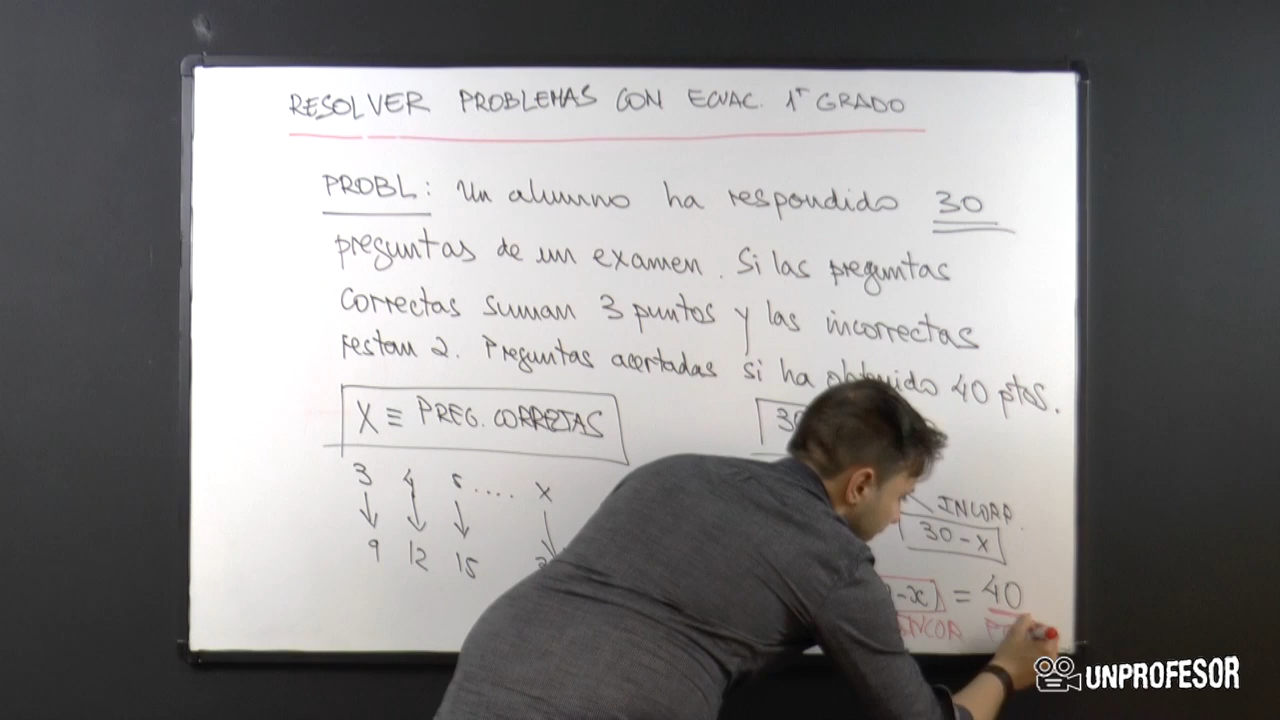 RESOLVER PROBLEMAS CON ECUAC. 1ᵉʳ GRADO
PROBL: Un alumno ha respondido 30
preguntas de un examen. Si las preguntas
correctas suman 3 puntos y las incorrectas
restan 2. Preguntas acertadas si ha obtenido 40 ptos.
X ≡ PREG. CORRECTAS
30
3 4 5 .... X
9 12 15
INCORR.
30 - X
- x) = 40
INCOR
UNPROFESOR